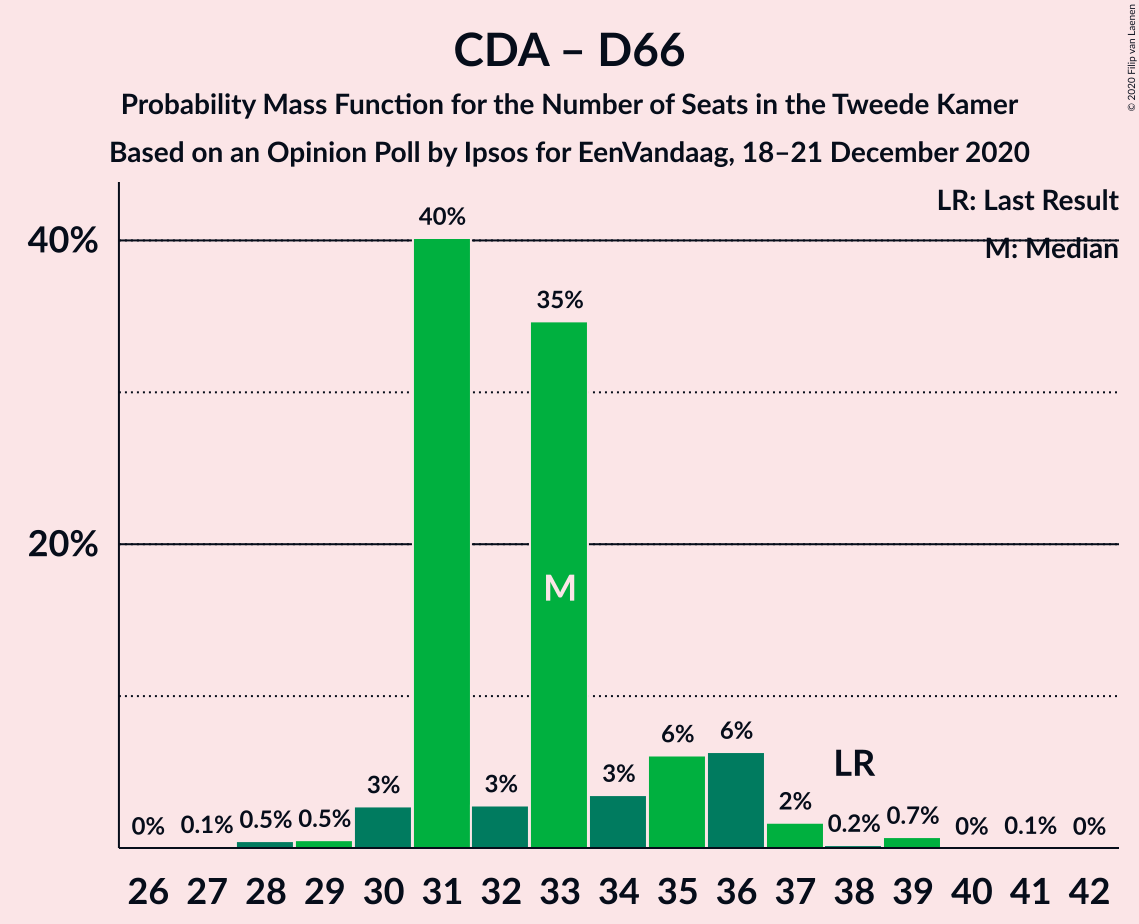 CDA – D66
Probability Mass Function for the Number of Seats in the Tweede Kamer
Based on an Opinion Poll by Ipsos for EenVandaag, 18–21 December 2020
© 2020 Filip van Laenen
LR: Last Result
M: Median
40%
20%
0% 0.1% 0.5% 0.5% 3% 40% 3% 35% 3% 6% 6% 2% 0.2% 0.7% 0% 0.1% 0%
M
LR
26 27 28 29 30 31 32 33 34 35 36 37 38 39 40 41 42